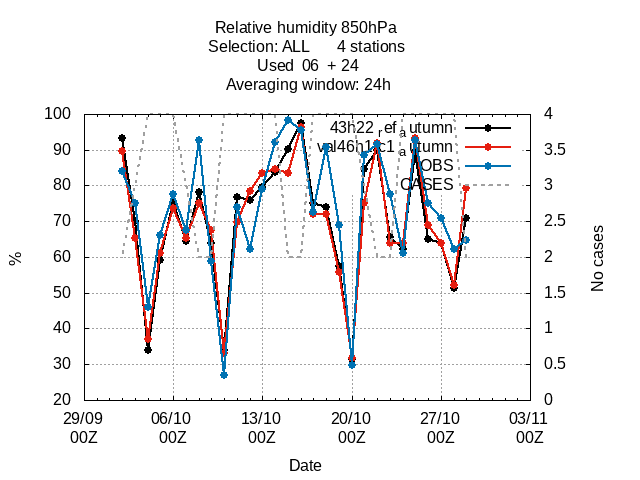 Relative humidity 850hPa
Selection: ALL 4 stations
Used 06 + 24
Averaging window: 24h
100
90
80
70
60
50
40
30
20
%
4
3.5
3
2.5
2
1.5
1
0.5
0
No cases
43h22 ref a utumn
OBS
CASES
29/09 06/10 13/10 20/10 27/10 03/11
00Z 00Z 00Z 00Z 00Z 00Z
Date